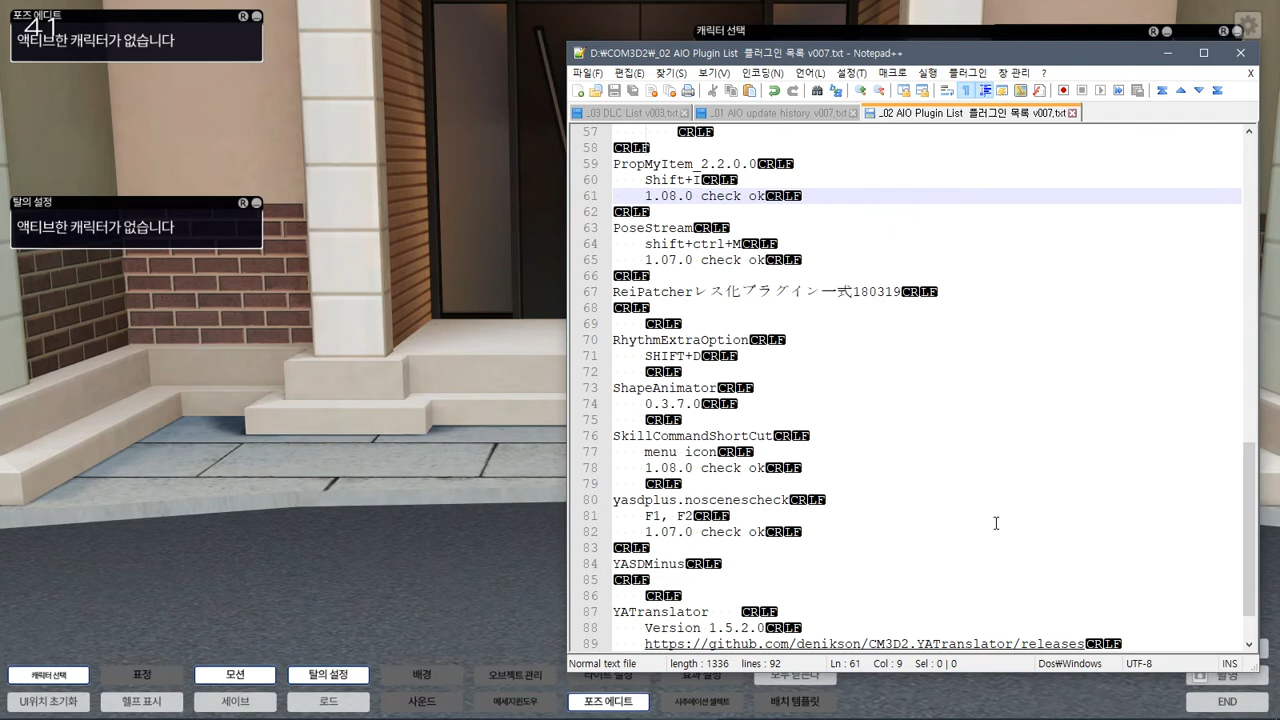 포즈 에디트
41
R
액티브한 캐릭터가 없습니다
탈의 설정
R
액티브한 캐릭터가 없습니다
캐릭터 선택
R
R
D:₩COM3D2₩_02 AIO Plugin List 플러그인 목록 v007.txt - Notepad++
파일(F) 편집(E) 찾기(S) 보기(V) 인코딩(N) 언어(L) 설정(T) 매크로 실행 플러그인 창 관리 ? X
_03 DLC List v003.txt _01 AIO update history v007.txt _02 AIO Plugin List 플러그인 목록 v007.txt
57 CRLF
58 CRLF
59 PropMyItem_2.2.0.0CRLF
60 Shift+ICRLF
61 1.08.0 check okCRLF
62 CRLF
63 PoseStreamCRLF
64 shift+ctrl+MCRLF
65 1.07.0 check okCRLF
66 CRLF
67 ReiPatcherレス化プラグイン一式180319CRLF
68 CRLF
69 CRLF
70 RhythmExtraOptionCRLF
71 SHIFT+DCRLF
72 CRLF
73 ShapeAnimatorCRLF
74 0.3.7.0CRLF
75 CRLF
76 SkillCommandShortCutCRLF
77 menu iconCRLF
78 1.08.0 check okCRLF
79 CRLF
80 yasdplus.noscenescheckCRLF
81 F1, F2CRLF
82 1.07.0 check okCRLF
83 CRLF
84 YASDMinusCRLF
85 CRLF
86 CRLF
87 YATranslator CRLF
88 Version 1.5.2.0CRLF
89 https://github.com/denikson/CM3D2.YATranslator/releasesCRLF
Normal text file length : 1336 lines : 92 Ln : 61 Col : 9 Sel : 0 | 0 Dos₩Windows UTF-8 INS
캐릭터 선택 표정 모션 탈의 설정 배경 오브젝트 관리
UI위치 초기화 헬프 표시 세이브 로드 사운드 메세지윈도우 포즈 에디트 시추에이션 셀렉트 배치 템플릿 END